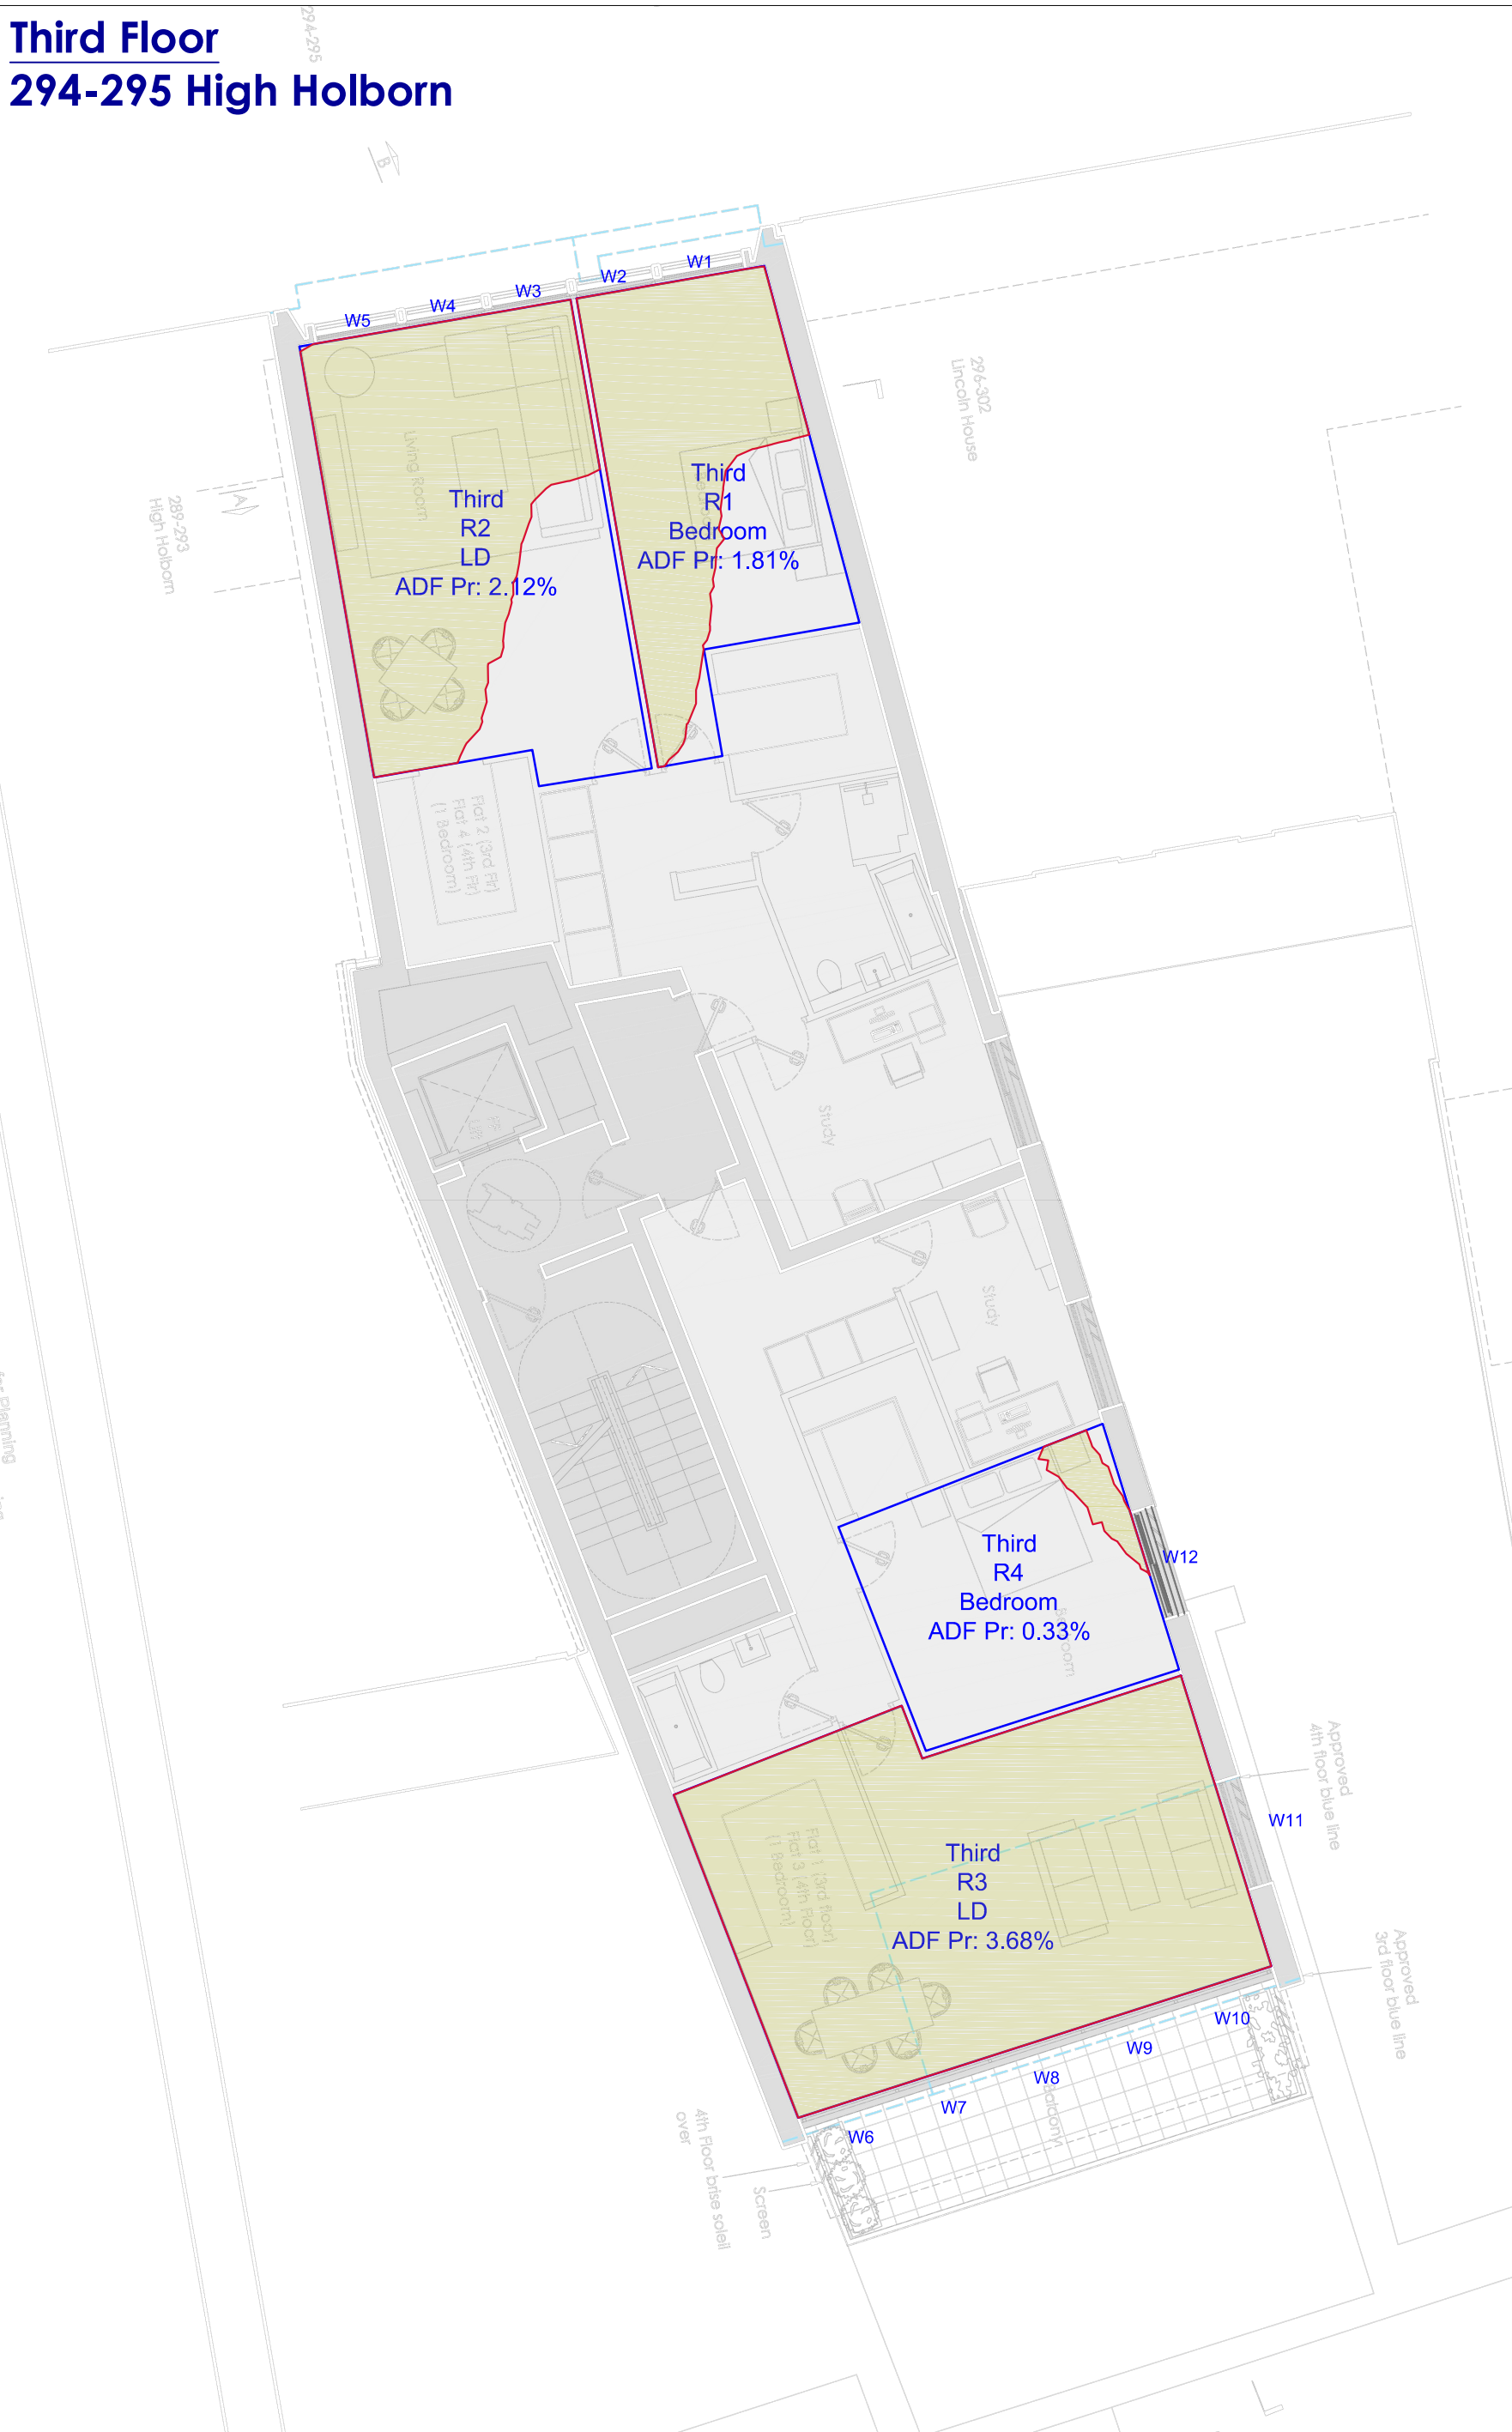 Third Floor
294-295 High Holborn
294-295
B
W1
W2
W3
W4
W5
296-302
Lincoln House
A
289-293
High Holborn
Living Room
Third
R2
LD
ADF Pr: 2.12%
Third
R1
Bedroom
ADF Pr: 1.81%
Flat 2 (3rd Flr)
Flat 4 (4th Flr)
(1 Bedroom)
Study
Lift
Study
for Planning
Third
R4
Bedroom
ADF Pr: 0.33%
Bedroom
W12
Approved
4th floor blue line
W11
Flat 1 (3rd floor)
Flat 3 (4th Floor)
(1 Bedroom)
Third
R3
LD
ADF Pr: 3.68%
Approved
3rd floor blue line
W10
W9
W8
W7
W6
Balcony
4th Floor brise soleil
over
Screen